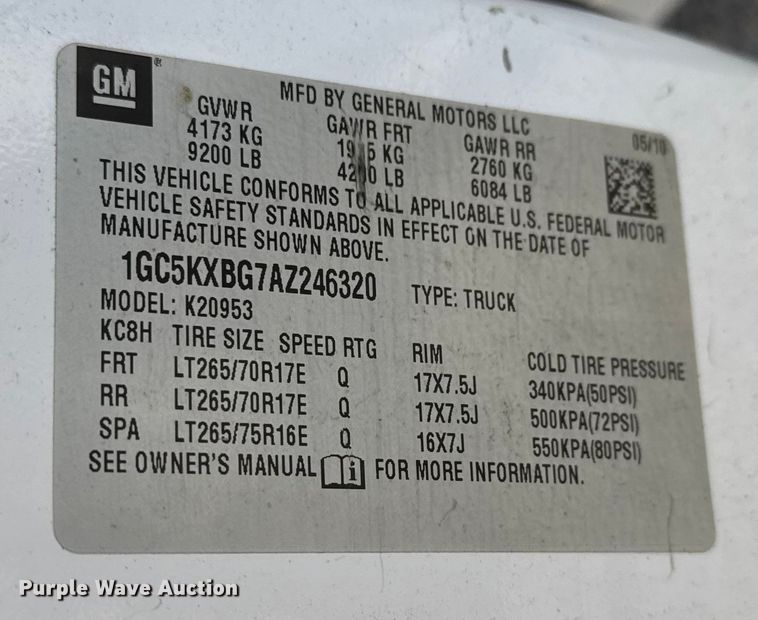 GM®
MFD BY GENERAL MOTORS LLC
GVWR GAWR FRT GAWR RR 05/10
4173 KG KG 2760 KG
9200 LB LB 6084 LB
THIS VEHICLE CONFORMS TO ALL APPLICABLE U.S. FEDERAL MOTOR
VEHICLE SAFETY STANDARDS IN EFFECT ON THE DATE OF
MANUFACTURE SHOWN ABOVE.
1GC5KXBG7AZ246320 TYPE: TRUCK
MODEL: K20953
KC8H TIRE SIZE SPEED RTG RIM COLD TIRE PRESSURE
FRT LT265/70R17E Q 17X7.5J 340KPA(50PSI)
RR LT265/70R17E Q 17X7.5J 500KPA(72PSI)
SPA LT265/75R16E Q 16X7J 550KPA(80PSI)
SEE OWNER'S MANUAL i FOR MORE INFORMATION.
Purple Wave Auction